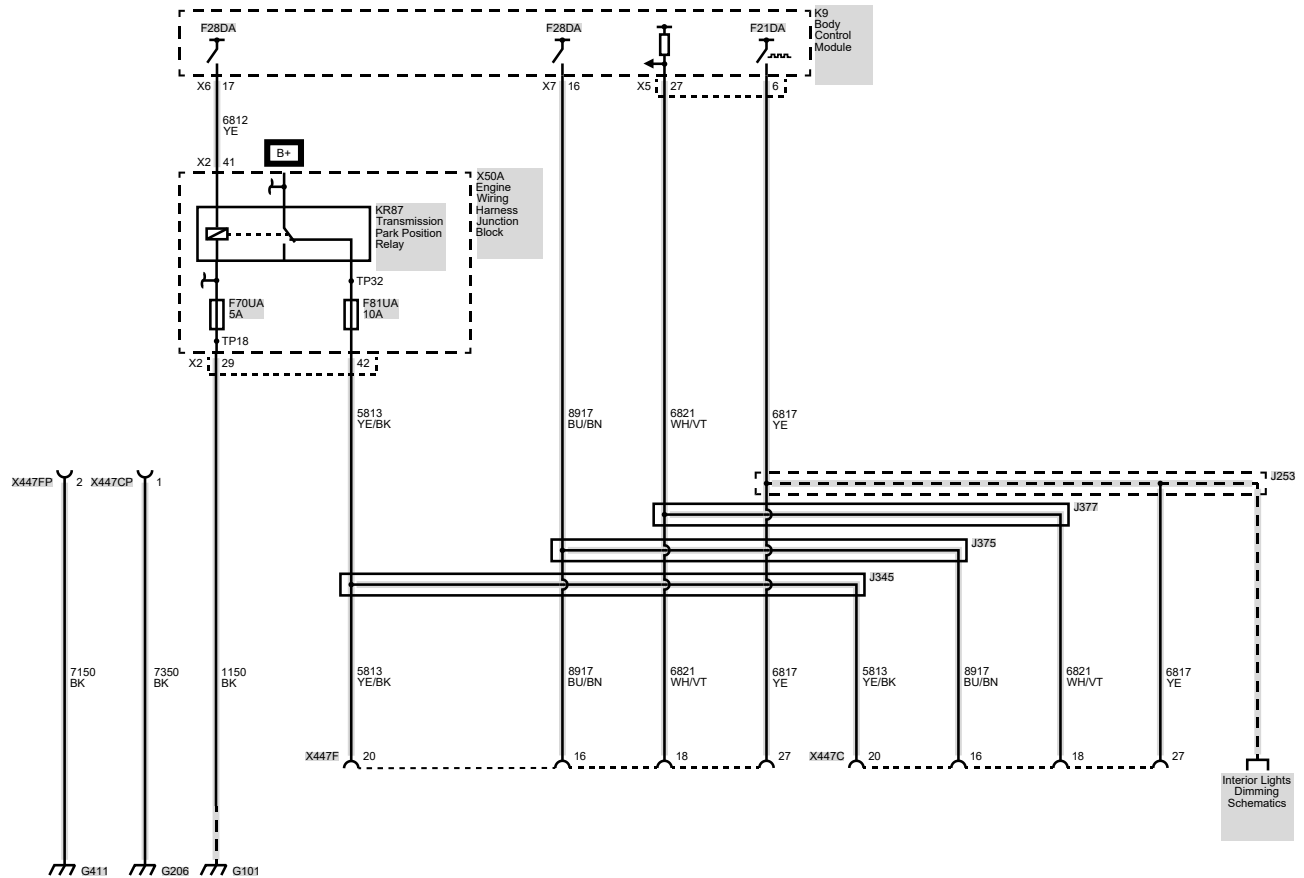 K9
Body
Control
Module
F28DA
F28DA
F21DA
X6 17
X7 16
X5 27
6
6812
YE
B+
X2 41
X50A
Engine
Wiring
Harness
Junction
Block
KR87
Transmission
Park Position
Relay
TP32
F70UA
5A
F81UA
10A
TP18
X2 29
42
5813
YE/BK
8917
BU/BN
6821
WH/VT
6817
YE
X447FP 2
X447CP 1
J253
J377
J375
J345
7150
BK
7350
BK
1150
BK
5813
YE/BK
8917
BU/BN
6821
WH/VT
6817
YE
5813
YE/BK
8917
BU/BN
6821
WH/VT
6817
YE
X447F 20
16
18
27
X447C 20
16
18
27
Interior Lights
Dimming
Schematics
G411
G206
G101